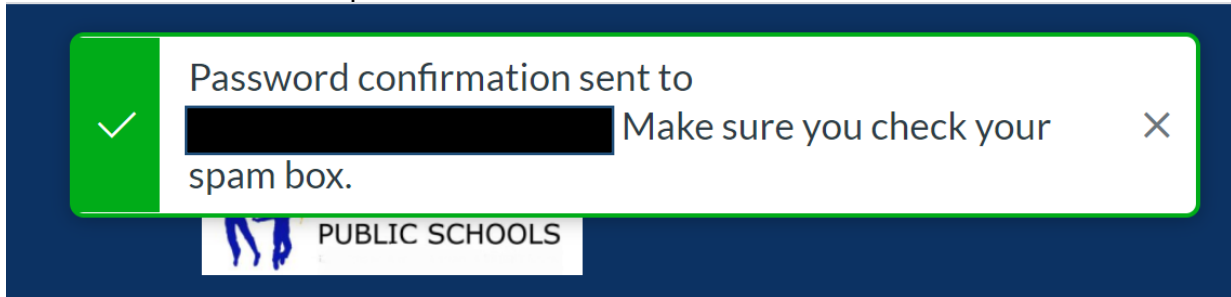 Password confirmation sent to
Make sure you check your
spam box.
PUBLIC SCHOOLS